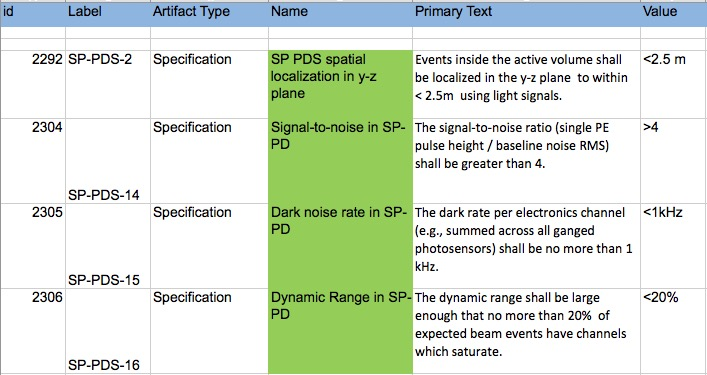 id Label Artifact Type Name Primary Text Value
2292 SP-PDS-2 Specification SP PDS spatial Events inside the active volume shall <2.5 m
localization in y-z be localized in the y-z plane to within
plane < 2.5m using light signals.
2304 Specification Signal-to-noise in SP- The signal-to-noise ratio (single PE >4
PD pulse height / baseline noise RMS)
shall be greater than 4.
SP-PDS-14
2305 Specification Dark noise rate in SP- The dark rate per electronics channel <1kHz
PD (e.g., summed across all ganged
photosensors) shall be no more than 1
kHz.
SP-PDS-15
2306 Specification Dynamic Range in SP- The dynamic range shall be large <20%
PD enough that no more than 20% of
expected beam events have channels
which saturate.
SP-PDS-16